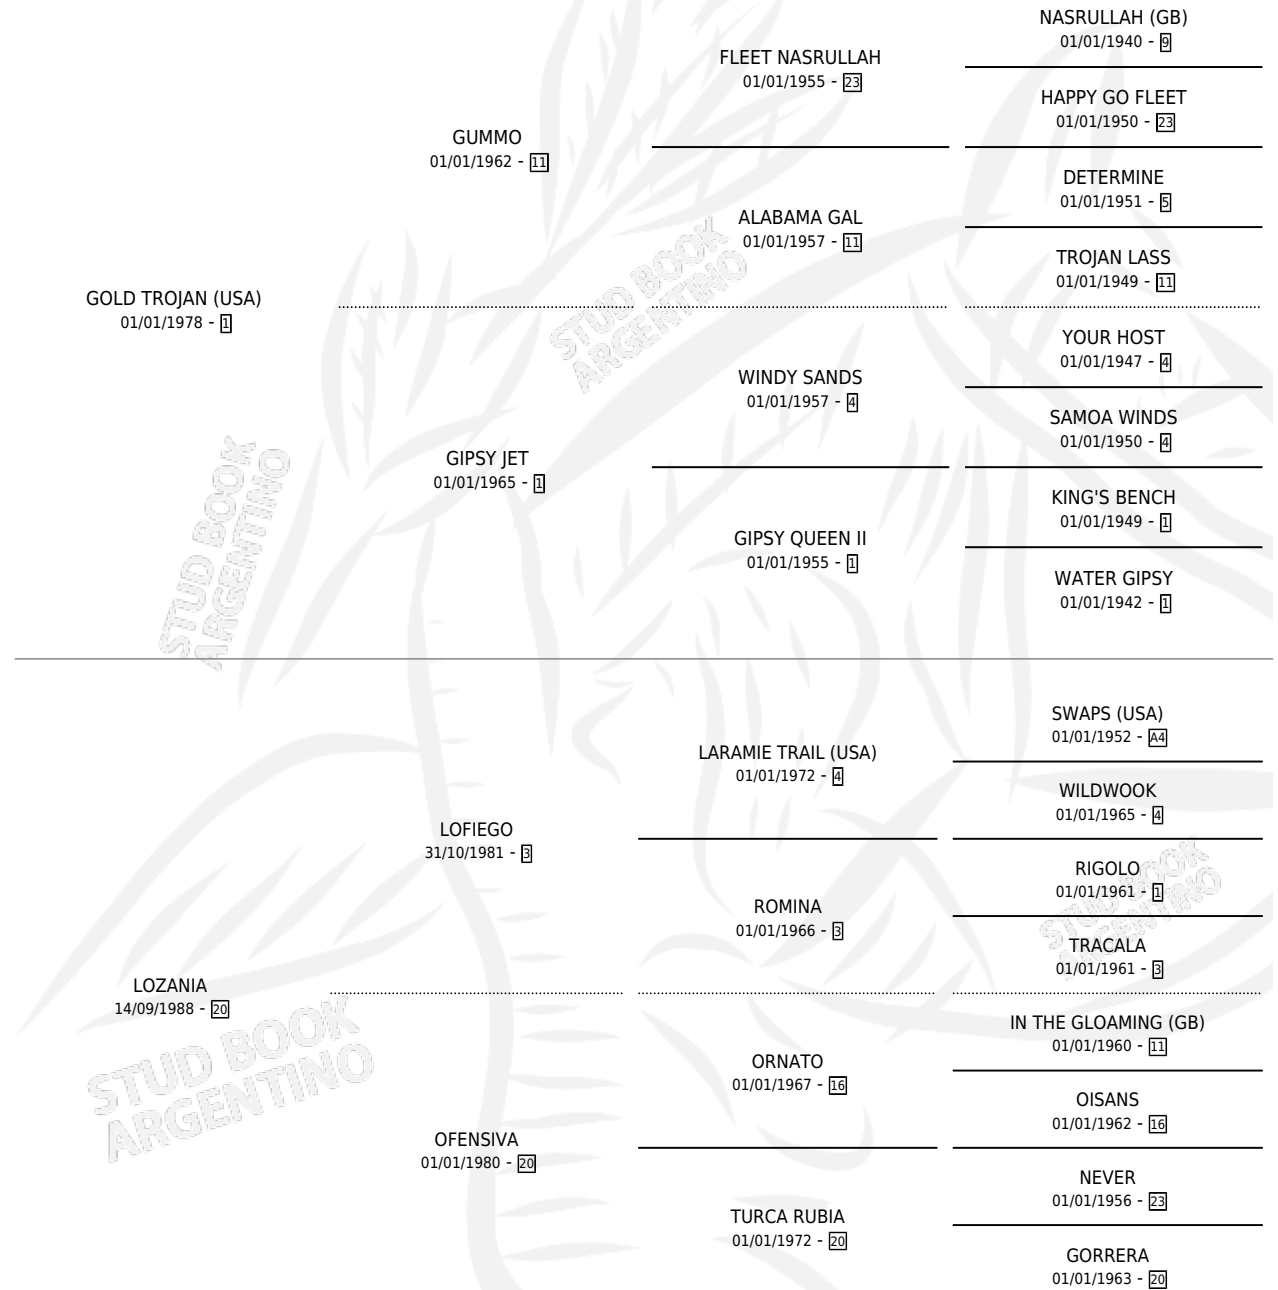 NASRULLAH (GB)
01/01/1940 - 9
FLEET NASRULLAH
01/01/1955 - 23
HAPPY GO FLEET
01/01/1950 - 23
GUMMO
01/01/1962 - 11
DETERMINE
01/01/1951 - 5
ALABAMA GAL
01/01/1957 - 11
TROJAN LASS
01/01/1949 - 11
GOLD TROJAN (USA)
01/01/1978 - 1
YOUR HOST
01/01/1947 - 4
WINDY SANDS
01/01/1957 - 4
SAMOA WINDS
01/01/1950 - 4
GIPSY JET
01/01/1965 - 1
KING'S BENCH
01/01/1949 - 1
GIPSY QUEEN II
01/01/1955 - 1
WATER GIPSY
01/01/1942 - 1
STUD BOOK
ARGENTINO
STUD BOOK
ARGENTINO
SWAPS (USA)
01/01/1952 - A4
LARAMIE TRAIL (USA)
01/01/1972 - 4
WILDWOOK
01/01/1965 - 4
LOFIEGO
31/10/1981 - 3
RIGOLO
01/01/1961 - 1
ROMINA
01/01/1966 - 3
TRACALA
01/01/1961 - 3
STUD BOOK
ARGENTINO
LOZANIA
14/09/1988 - 20
IN THE GLOAMING (GB)
01/01/1960 - 11
ORNATO
01/01/1967 - 16
OISANS
01/01/1962 - 16
STUD BOOK
ARGENTINO
OFENSIVA
01/01/1980 - 20
NEVER
01/01/1956 - 23
TURCA RUBIA
01/01/1972 - 20
GORRERA
01/01/1963 - 20